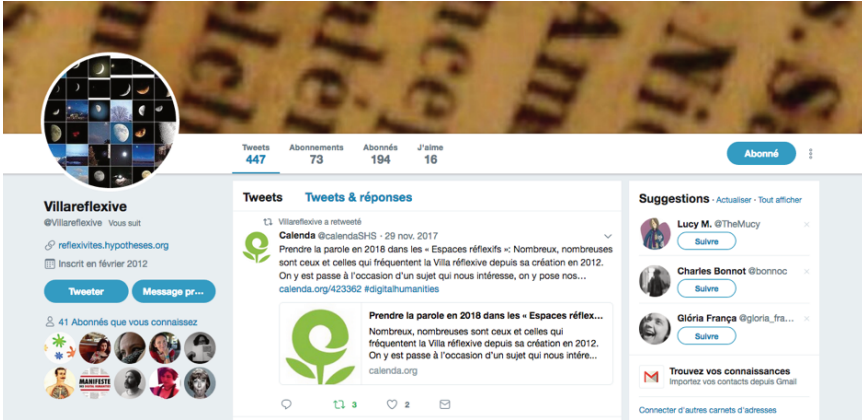 Tweets Abonnements Abonnés J'aime
447 73 194 16
Abonné
Villareflexive
@Villareflexive Vous suit
reflexivites.hypotheses.org
Inscrit en février 2012
Tweeter Message pr...
41 Abonnés que vous connaissez
MANIFESTE
Tweets Tweets & réponses
Villareflexive a retweeté
Calenda @calendaSHS · 29 nov. 2017
Prendre la parole en 2018 dans les « Espaces réflexifs »: Nombreux, nombreuses
sont ceux et celles qui fréquentent la Villa réflexive depuis sa création en 2012.
On y est passe à l'occasion d'un sujet qui nous intéresse, on y pose nos…
calenda.org/423362 #digitalhumanities
Prendre la parole en 2018 dans les « Espaces réflex...
Nombreux, nombreuses sont ceux et celles qui
fréquentent la Villa réflexive depuis sa création en 2012.
On y est passe à l'occasion d'un sujet qui nous intére...
calenda.org
3 2
Suggestions · Actualiser · Tout afficher
Lucy M. @TheMucy
Suivre
Charles Bonnot @bonnoc
Suivre
Glória França @gloria_fra...
Suivre
Trouvez vos connaissances
Importez vos contacts depuis Gmail
Connecter d'autres carnets d'adresses